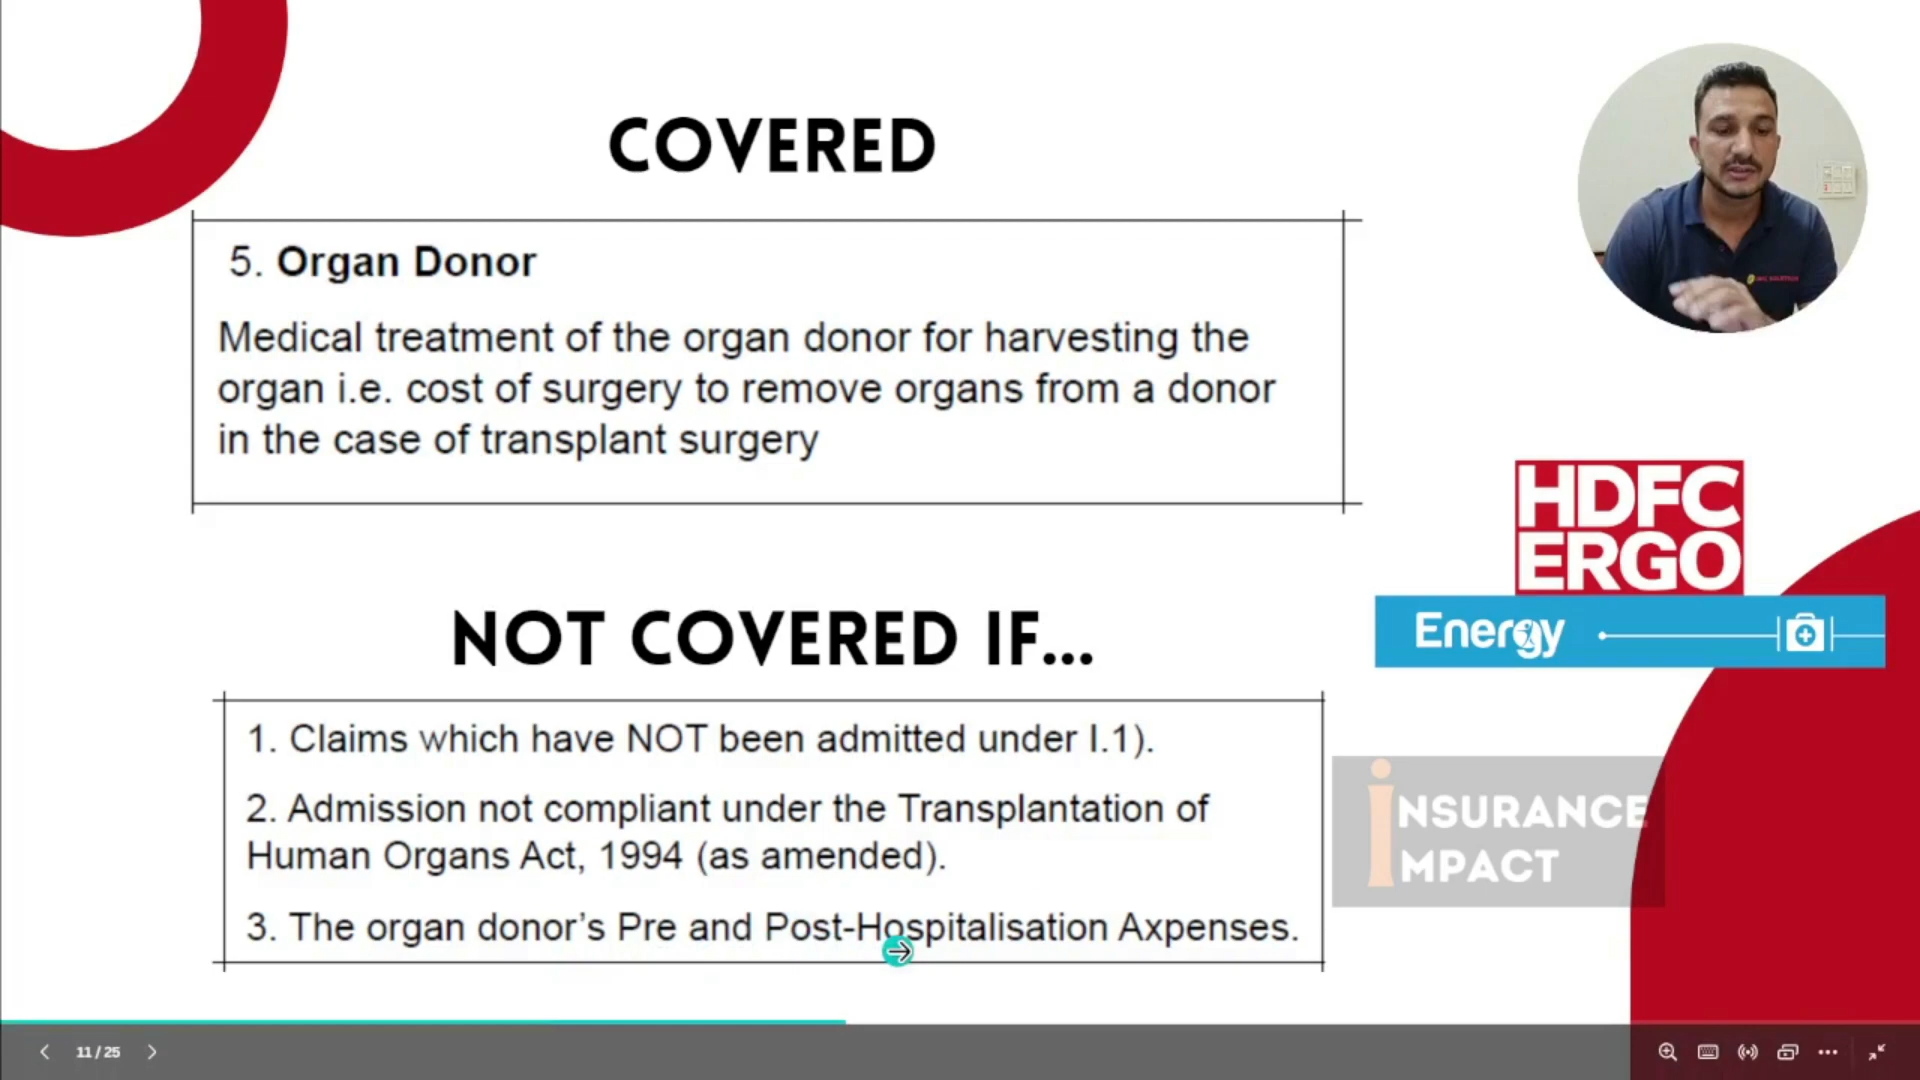 COVERED
5. Organ Donor
Medical treatment of the organ donor for harvesting the
organ i.e. cost of surgery to remove organs from a donor
in the case of transplant surgery
HDFC
ERGO
Energy
NOT COVERED IF...
1. Claims which have NOT been admitted under I.1).
2. Admission not compliant under the Transplantation of
Human Organs Act, 1994 (as amended).
3. The organ donor's Pre and Post-Hospitalisation Axpenses.
iNSURANCE
iMPACT
11 / 25